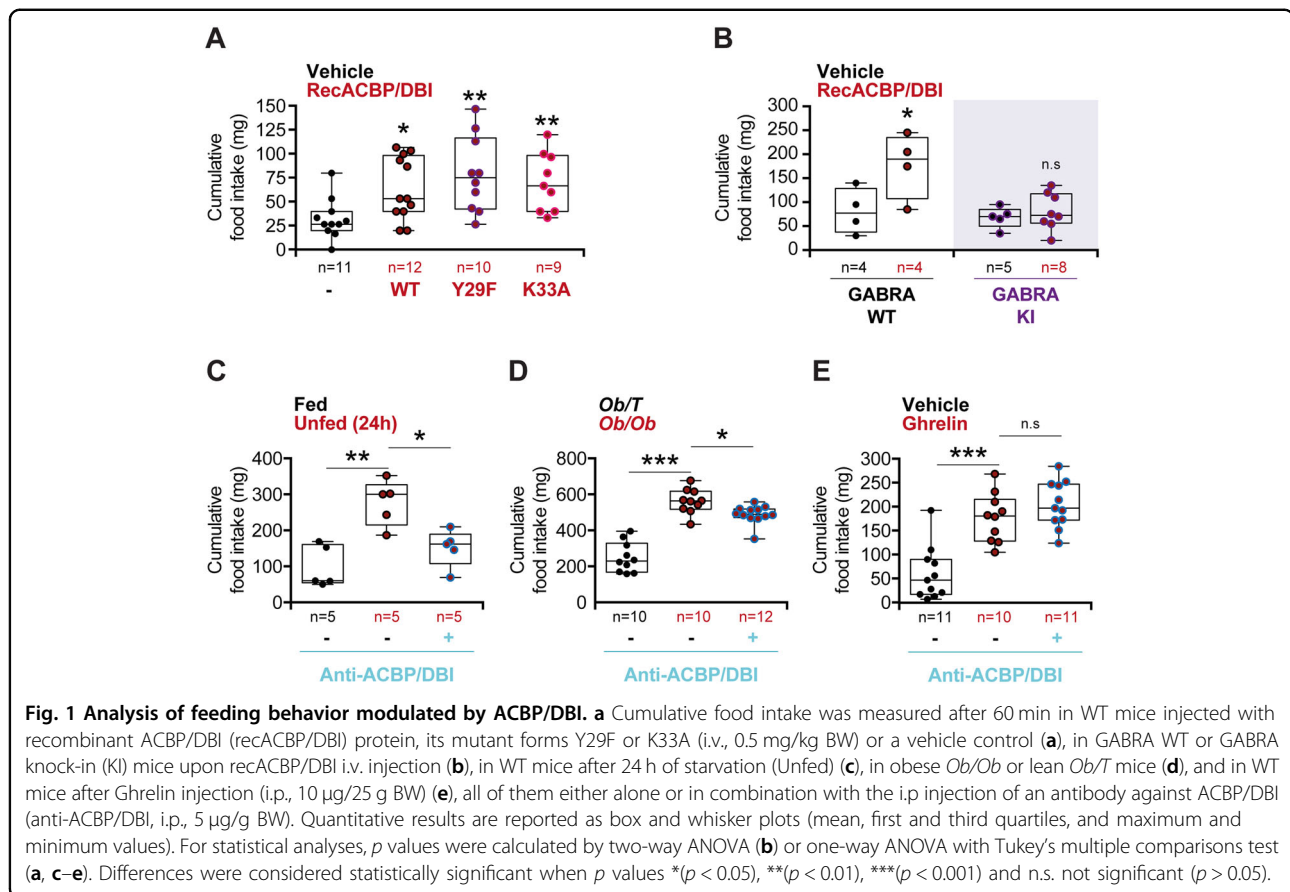 A
Vehicle
RecACBP/DBI
Cumulative
food intake (mg)
150
125
100
75
50
25
0
*
**
**
n=11
n=12
n=10
n=9
-
WT
Y29F
K33A
B
Vehicle
RecACBP/DBI
Cumulative
food intake (mg)
300
250
200
150
100
50
0
*
n.s
n=4
n=4
n=5
n=8
GABRA
WT
GABRA
KI
C
Fed
Unfed (24h)
Cumulative
food intake (mg)
400
300
200
100
0
**
*
n=5
n=5
n=5
-
-
+
Anti-ACBP/DBI
D
Ob/T
Ob/Ob
Cumulative
food intake (mg)
800
600
400
200
0
***
*
n=10
n=10
n=12
-
-
+
Anti-ACBP/DBI
E
Vehicle
Ghrelin
Cumulative
food intake (mg)
300
250
200
150
100
50
0
***
n.s
n=11
n=10
n=11
-
-
+
Anti-ACBP/DBI
Fig. 1 Analysis of feeding behavior modulated by ACBP/DBI. a Cumulative food intake was measured after 60 min in WT mice injected with
recombinant ACBP/DBI (recACBP/DBI) protein, its mutant forms Y29F or K33A (i.v., 0.5 mg/kg BW) or a vehicle control (a), in GABRA WT or GABRA
knock-in (KI) mice upon recACBP/DBI i.v. injection (b), in WT mice after 24 h of starvation (Unfed) (c), in obese Ob/Ob or lean Ob/T mice (d), and in WT
mice after Ghrelin injection (i.p., 10 µg/25 g BW) (e), all of them either alone or in combination with the i.p injection of an antibody against ACBP/DBI
(anti-ACBP/DBI, i.p., 5 µg/g BW). Quantitative results are reported as box and whisker plots (mean, first and third quartiles, and maximum and
minimum values). For statistical analyses, p values were calculated by two-way ANOVA (b) or one-way ANOVA with Tukey's multiple comparisons test
(a, c–e). Differences were considered statistically significant when p values *(p < 0.05), **(p < 0.01), ***(p < 0.001) and n.s. not significant (p > 0.05).